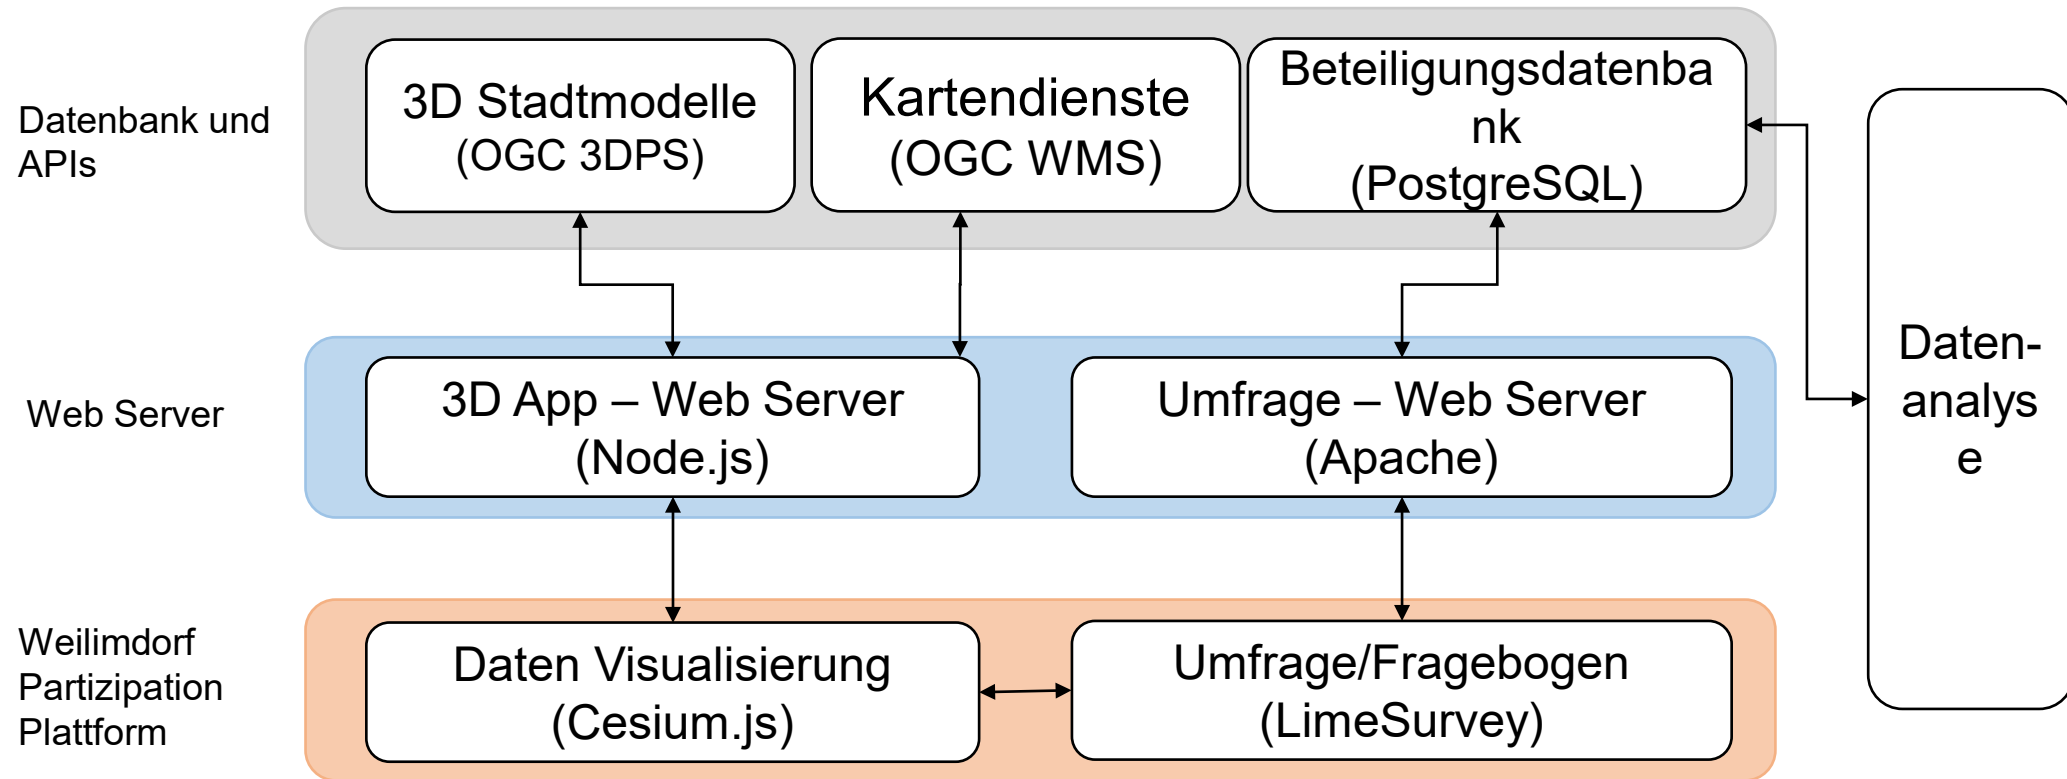 Datenbank und
APIs
3D Stadtmodelle
(OGC 3DPS)
Kartendienste
(OGC WMS)
Beteiligungsdatenba
nk
(PostgreSQL)
Daten-
analys
e
Web Server
3D App – Web Server
(Node.js)
Umfrage – Web Server
(Apache)
Weilimdorf
Partizipation
Plattform
Daten Visualisierung
(Cesium.js)
Umfrage/Fragebogen
(LimeSurvey)